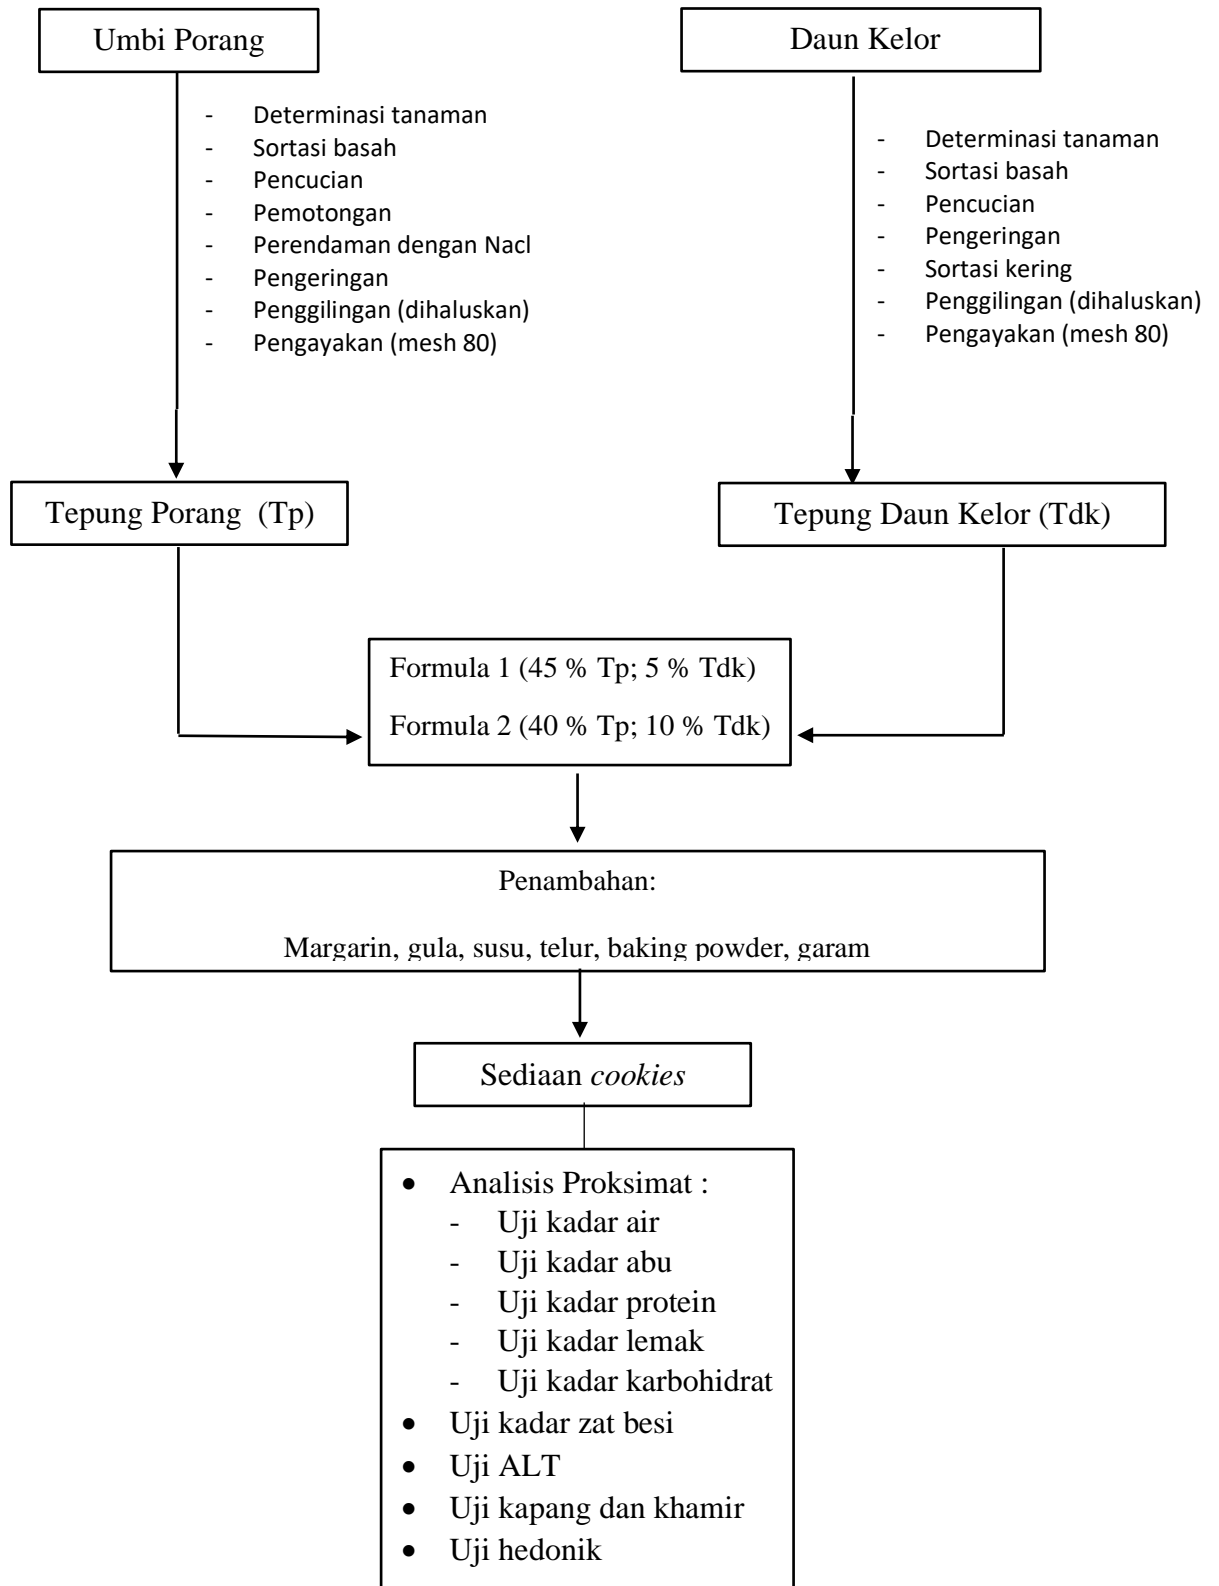 Umbi Porang
- Determinasi tanaman
- Sortasi basah
- Pencucian
- Pemotongan
- Perendaman dengan Nacl
- Pengeringan
- Penggilingan (dihaluskan)
- Pengayakan (mesh 80)
Daun Kelor
- Determinasi tanaman
- Sortasi basah
- Pencucian
- Pengeringan
- Sortasi kering
- Penggilingan (dihaluskan)
- Pengayakan (mesh 80)
Tepung Porang (Tp)
Tepung Daun Kelor (Tdk)
Formula 1 (45 % Tp; 5 % Tdk)
Formula 2 (40 % Tp; 10 % Tdk)
Penambahan:
Margarin, gula, susu, telur, baking powder, garam
Sediaan cookies
• Analisis Proksimat :
- Uji kadar air
- Uji kadar abu
- Uji kadar protein
- Uji kadar lemak
- Uji kadar karbohidrat
• Uji kadar zat besi
• Uji ALT
• Uji kapang dan khamir
• Uji hedonik